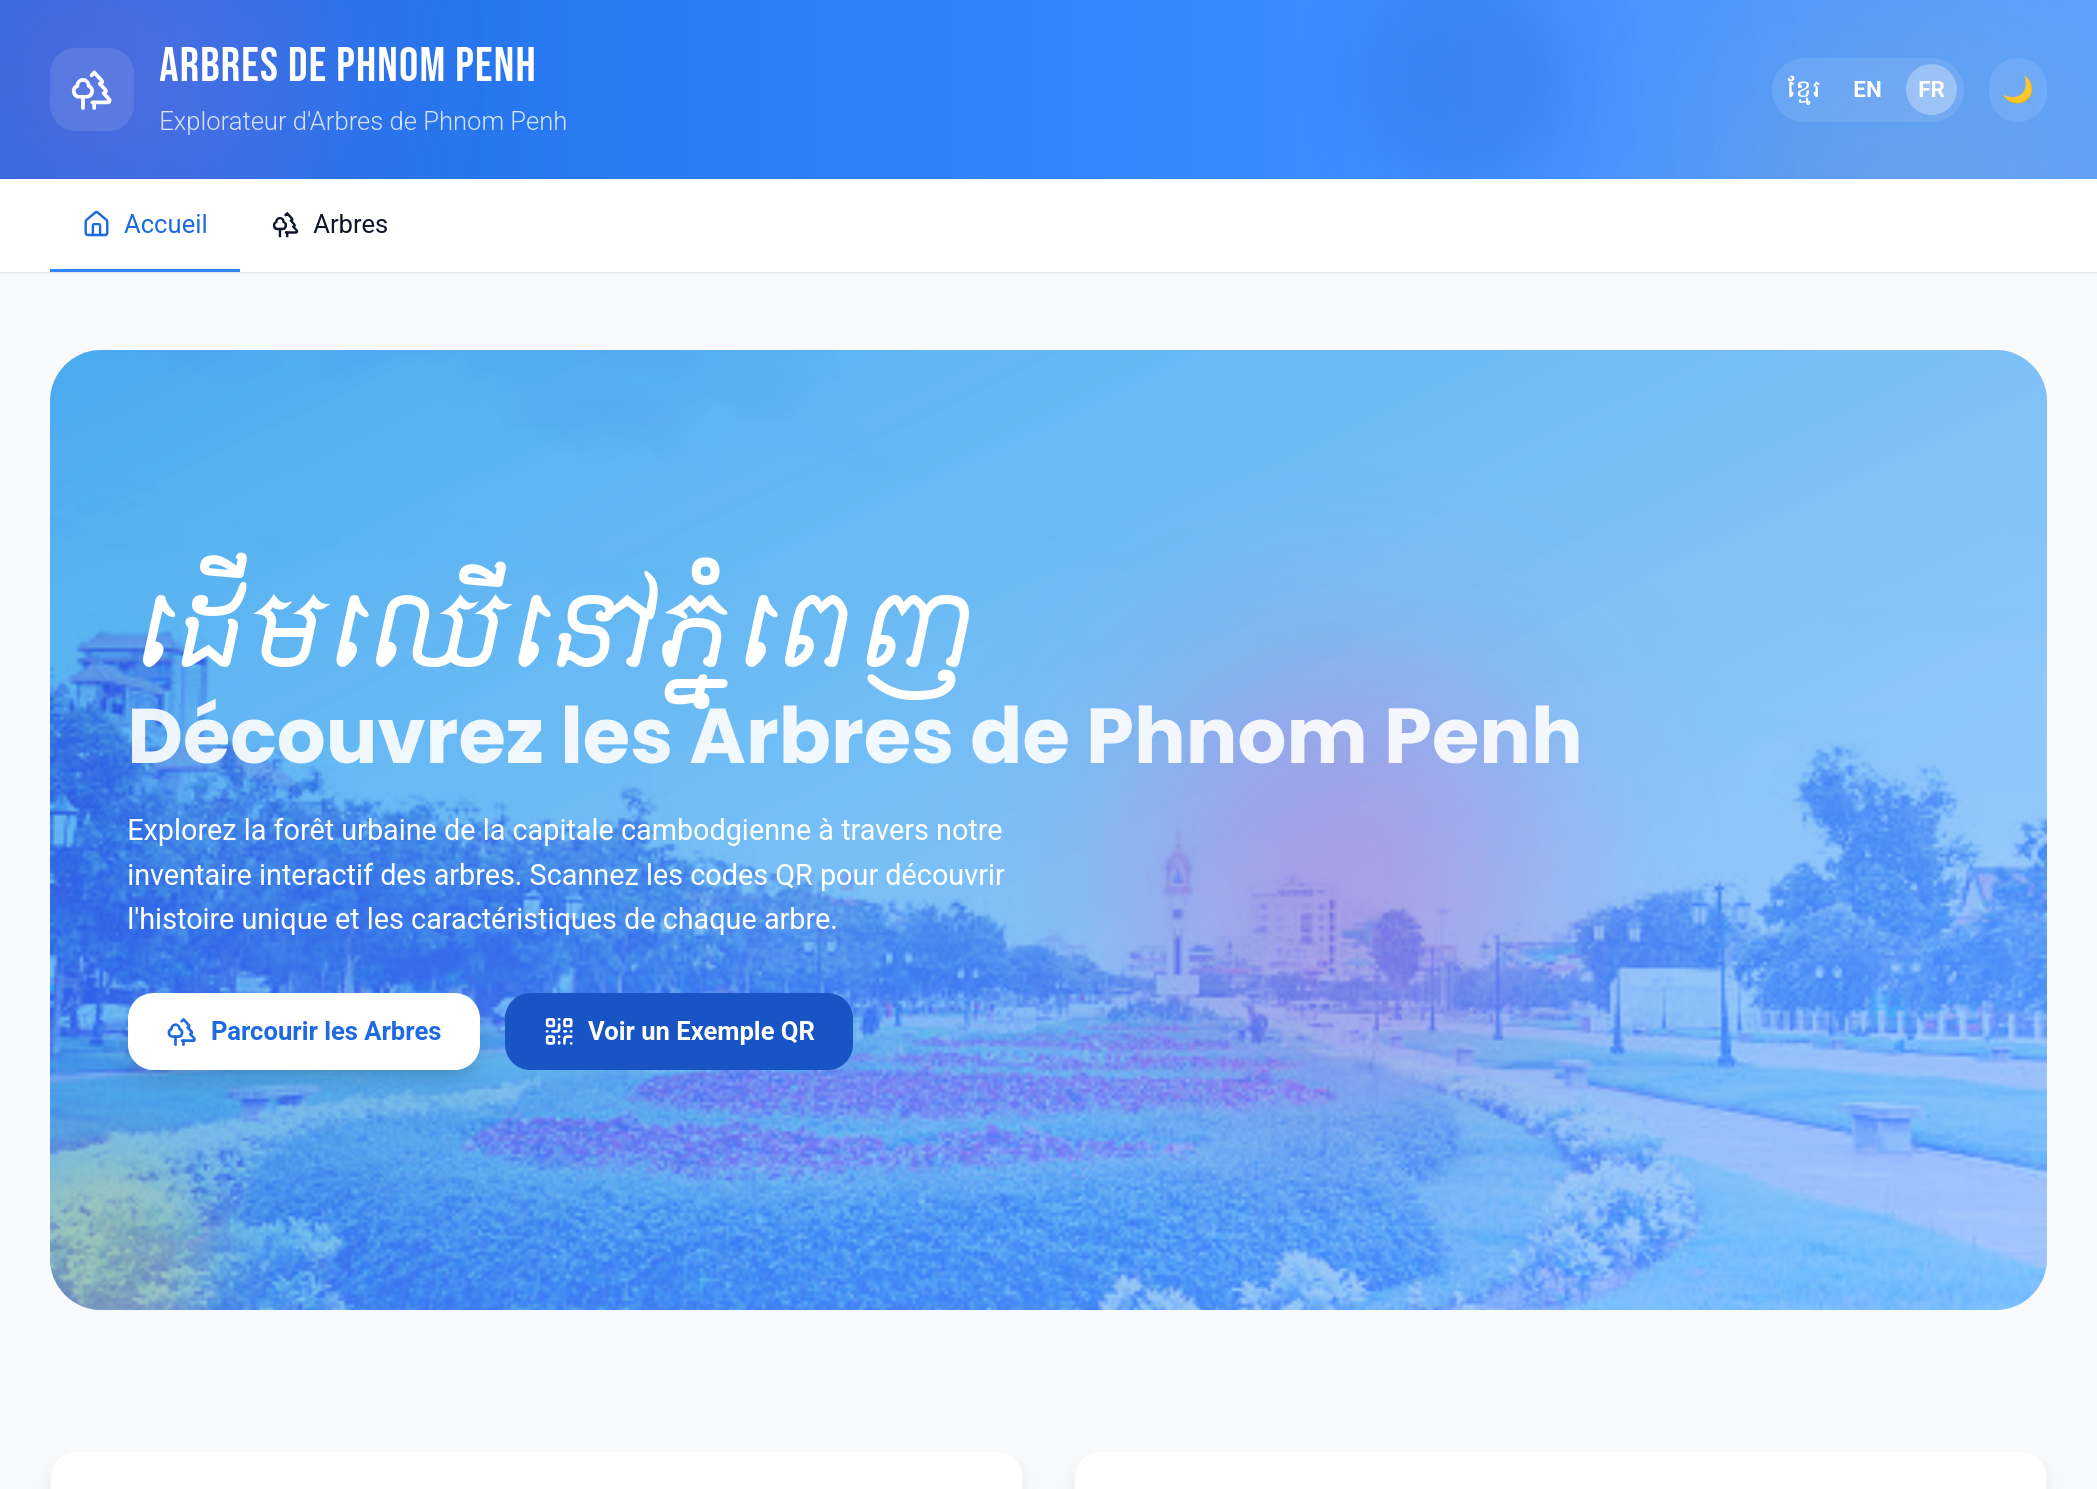 ARBRES DE PHNOM PENH
Explorateur d'Arbres de Phnom Penh
ខ្មែរ EN FR
Accueil Arbres
ដើមឈើនៅភ្នំពេញ
Découvrez les Arbres de Phnom Penh
Explorez la forêt urbaine de la capitale cambodgienne à travers notre
inventaire interactif des arbres. Scannez les codes QR pour découvrir
l'histoire unique et les caractéristiques de chaque arbre.
Parcourir les Arbres Voir un Exemple QR